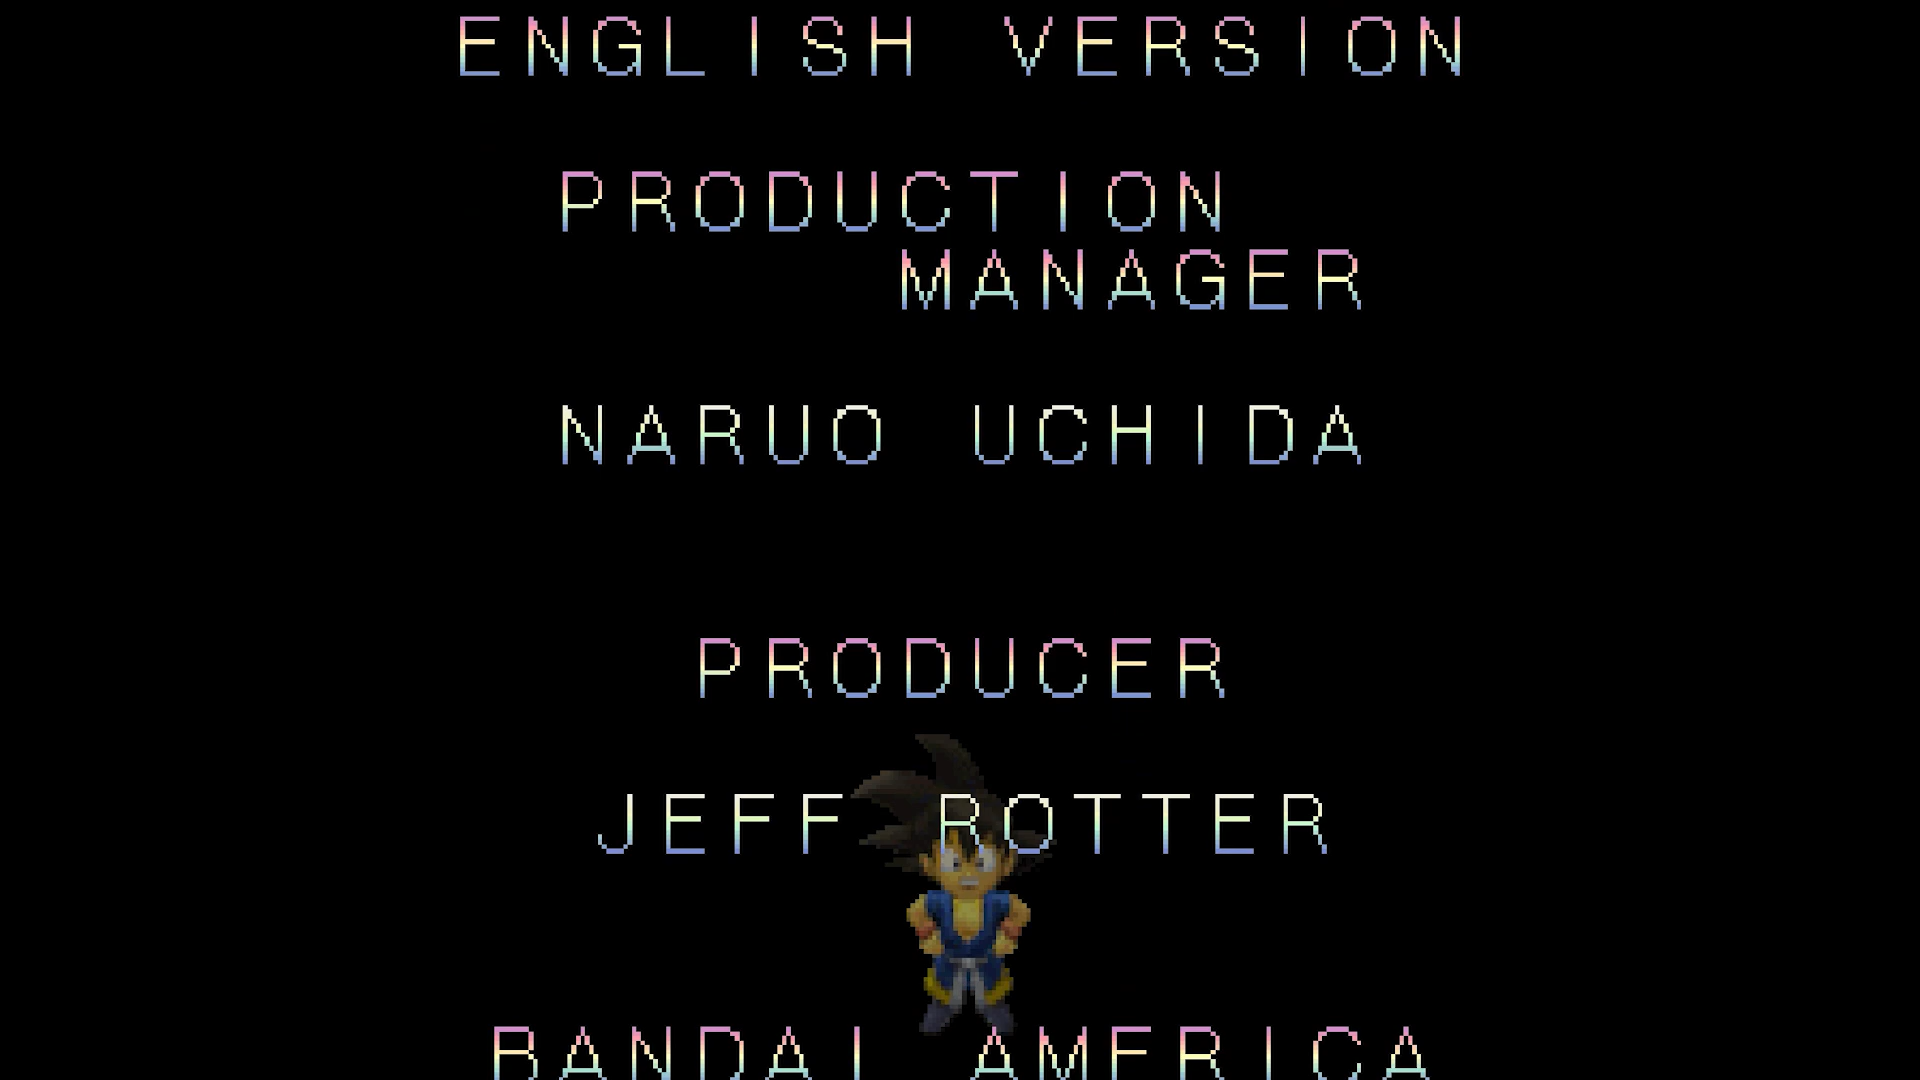 ENGLISH VERSION
PRODUCTION
MANAGER
NARUO UCHIDA
PRODUCER
JEFF ROTTER
BANDAI AMERICA